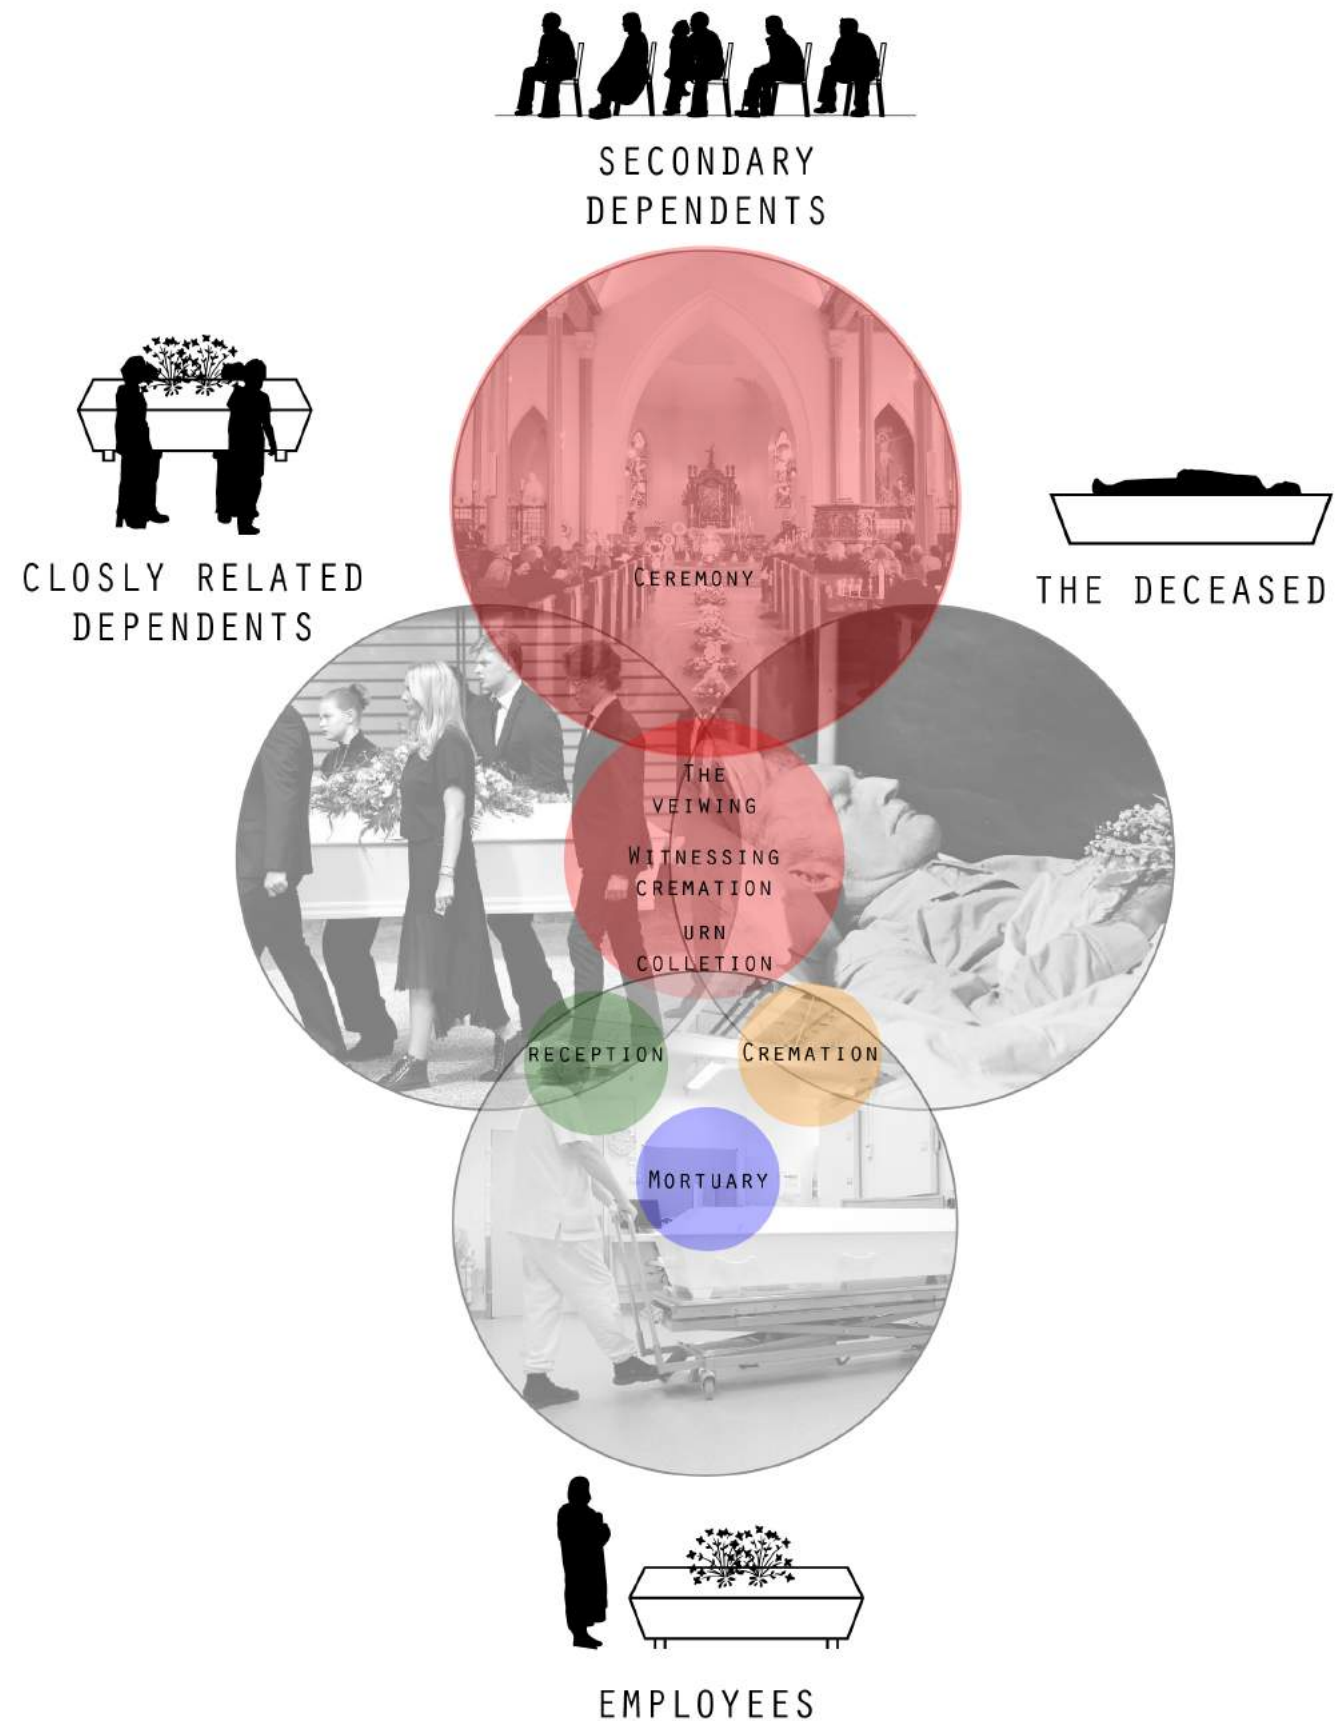 SECONDARY
DEPENDENTS
CLOSLY RELATED
DEPENDENTS
THE DECEASED
CEREMONY
THE
VEIWING
WITNESSING
CREMATION
URN
COLLETION
RECEPTION
CREMATION
MORTUARY
EMPLOYEES